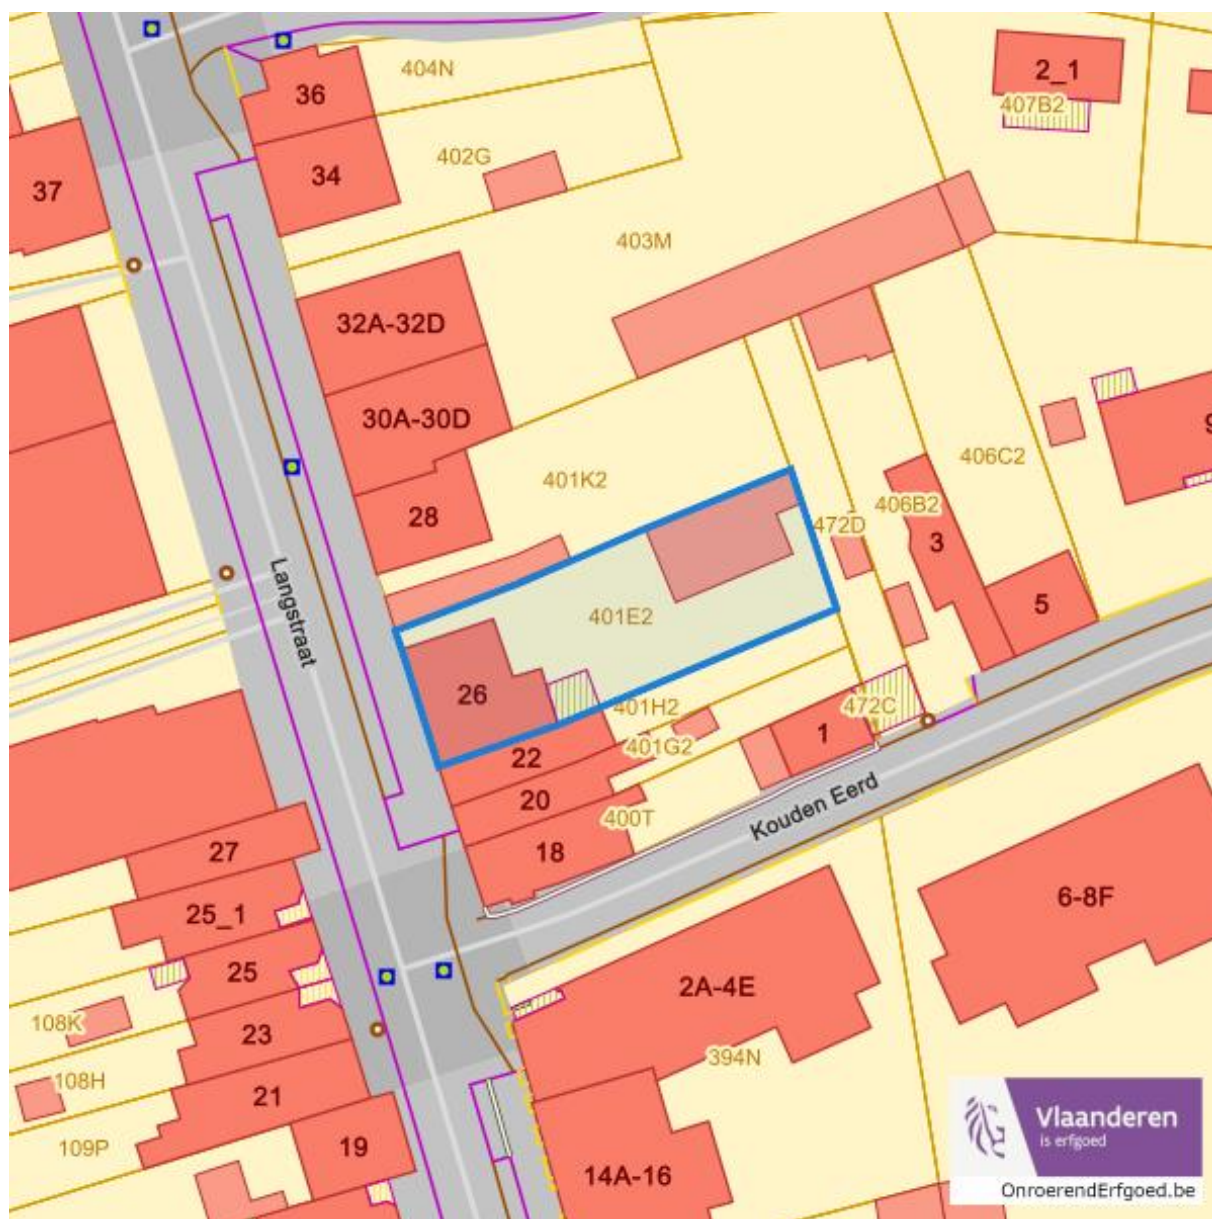 404N
36
2_1
407B2
402G
34
37
403M
32A-32D
30A-30D
406C2
401K2
406B2
28
472D
3
Langstraat
5
401E2
26
401H2
472C
1
401G2
22
20
400T
Kouden Eerd
18
27
6-8F
25_1
25
2A-4E
108K
23
394N
108H
21
Vlaanderen
is erfgoed
109P
19
14A-16
OnroerendErfgoed.be